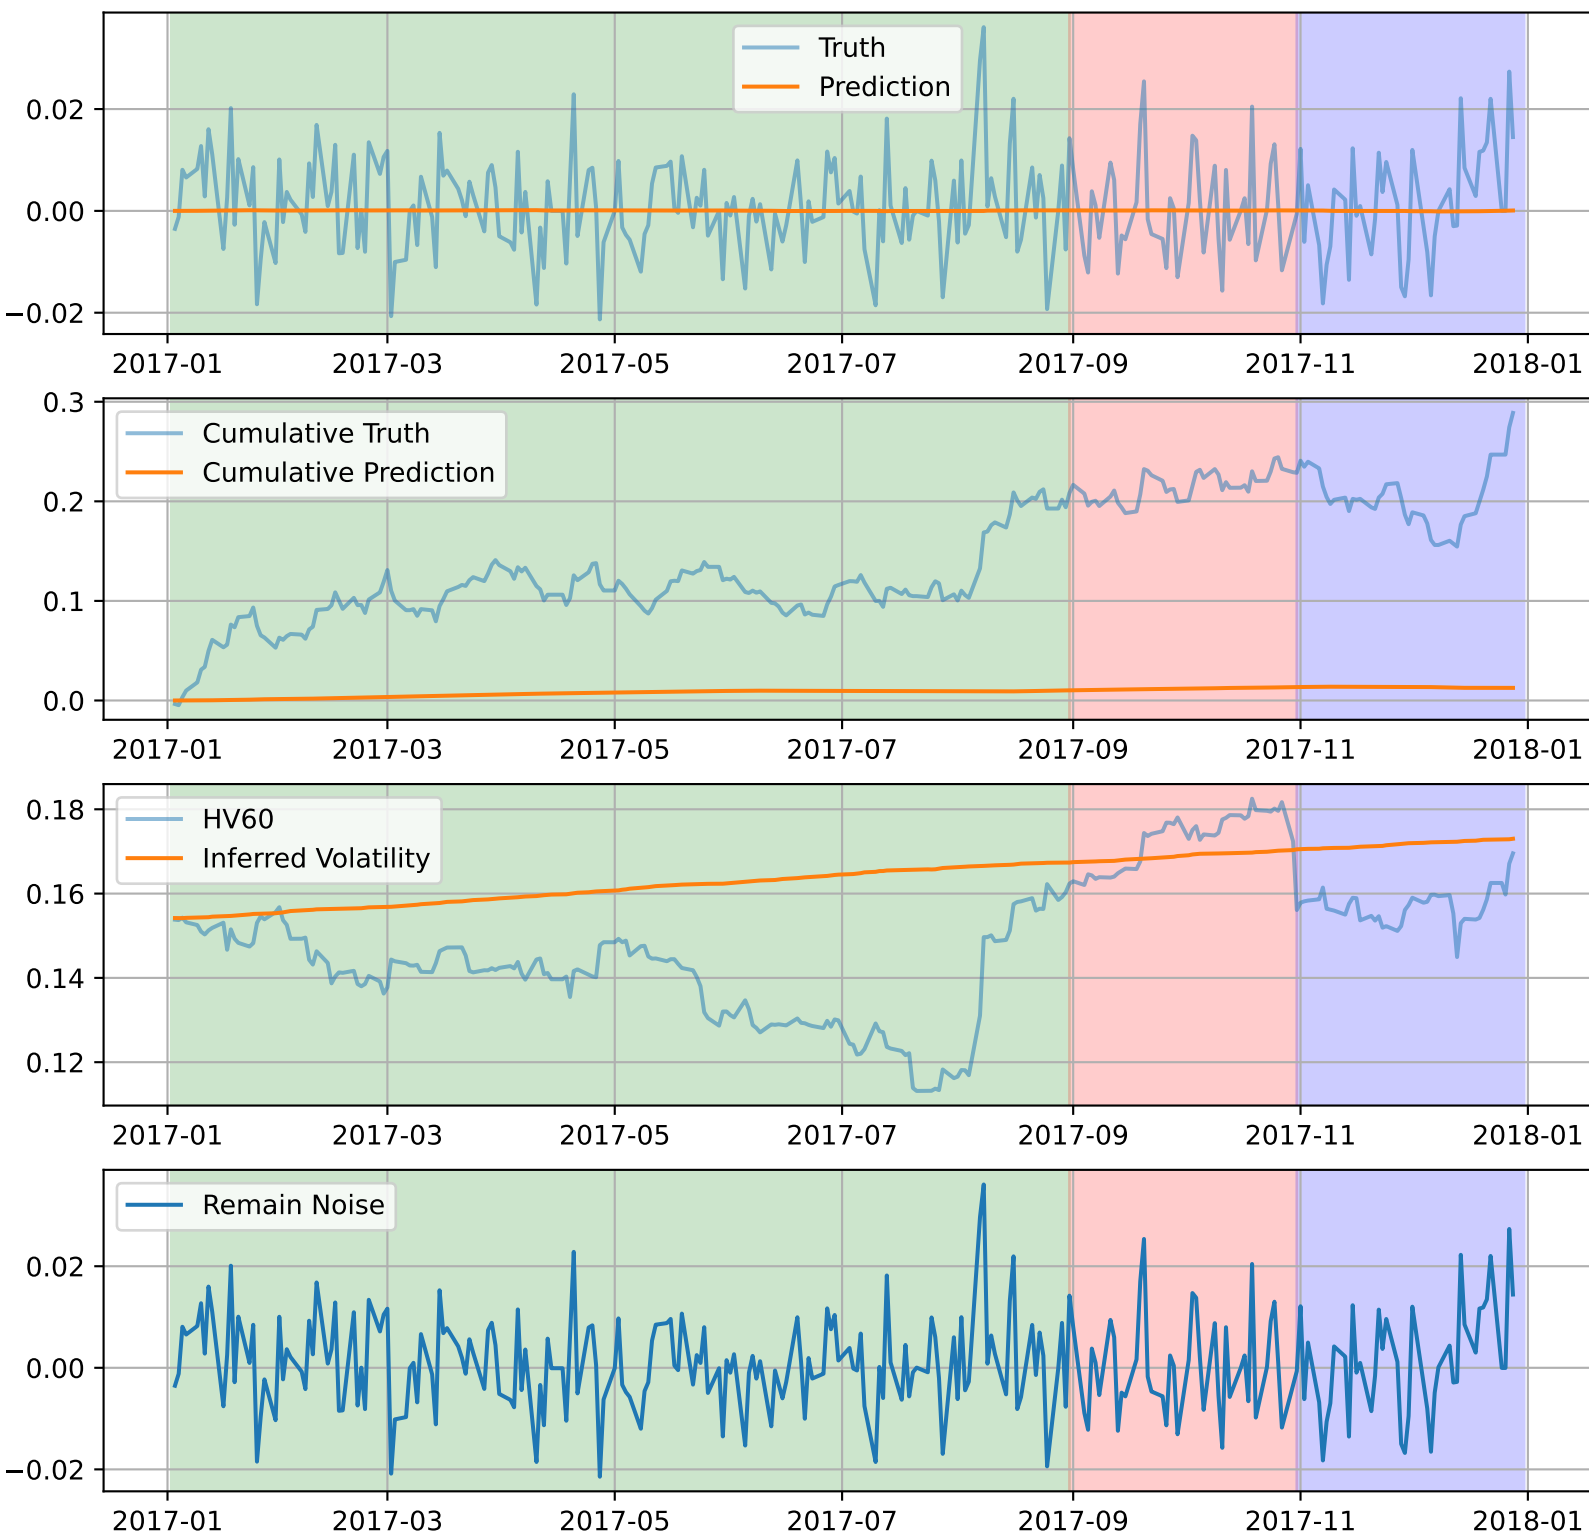 Truth
Prediction
0.02
0.00
−0.02
2017-01 2017-03 2017-05 2017-07 2017-09 2017-11 2018-01
Cumulative Truth
Cumulative Prediction
0.3
0.2
0.1
0.0
2017-01 2017-03 2017-05 2017-07 2017-09 2017-11 2018-01
HV60
Inferred Volatility
0.18
0.16
0.14
0.12
2017-01 2017-03 2017-05 2017-07 2017-09 2017-11 2018-01
Remain Noise
0.02
0.00
−0.02
2017-01 2017-03 2017-05 2017-07 2017-09 2017-11 2018-01